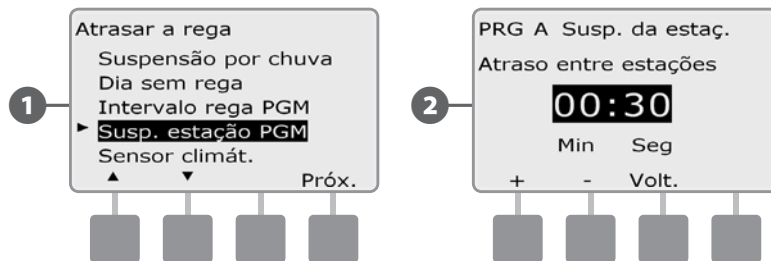 1
Atrasar a rega
Suspensão por chuva
Dia sem rega
Intervalo rega PGM
► Susp. estação PGM
Sensor climát.
▲ ▼ Próx.
2
PRG A Susp. da estaç.
Atraso entre estações
00:30
Min Seg
+ - Volt.